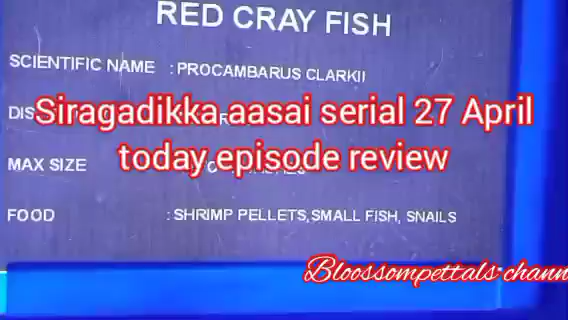 RED CRAY FISH
SCIENTIFIC NAME : PROCAMBARUS CLARKII
Siragadikka aasai serial 27 April
today episode review
MAX SIZE
FOOD : SHRIMP PELLETS,SMALL FISH, SNAILS
Bloossompettals chann